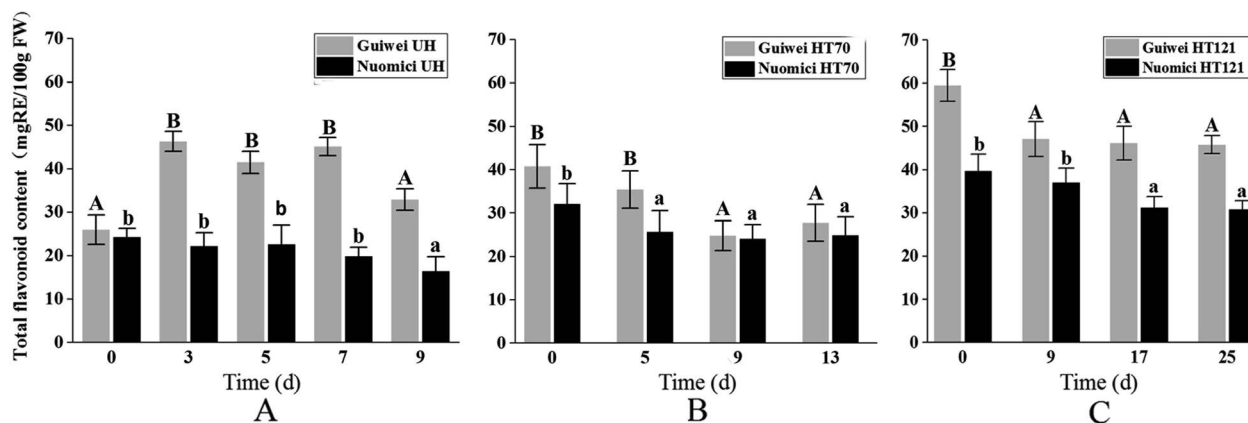 Total flavonoid content (mgRE/100g FW)
70
60
50
40
30
20
10
0
Guiwei UH
Nuomici UH
A b
B b
B b
B b
A a
0 3 5 7 9
Time (d)
A
70
60
50
40
30
20
10
0
Guiwei HT70
Nuomici HT70
B b
B a
A a
A a
0 5 9 13
Time (d)
B
70
60
50
40
30
20
10
0
Guiwei HT121
Nuomici HT121
B b
A b
A a
A a
0 9 17 25
Time (d)
C